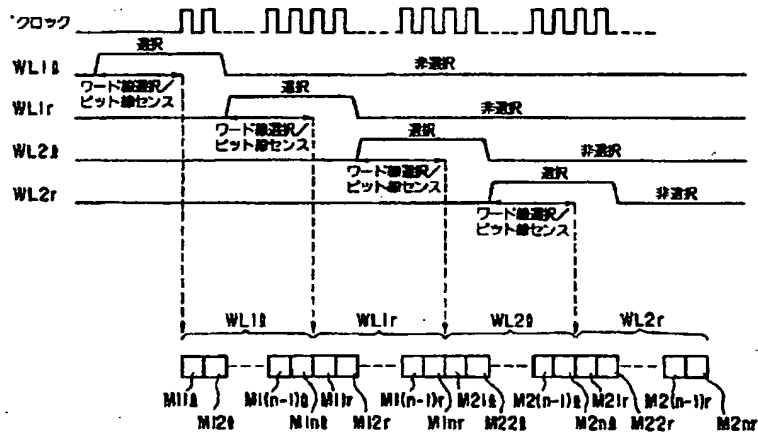 クロック
選択
WL1ℓ
非選択
ワード線選択/
ビット線センス
選択
WL1r
非選択
ワード線選択/
ビット線センス
選択
WL2ℓ
非選択
ワード線選択/
ビット線センス
選択
WL2r
非選択
ワード線選択/
ビット線センス
WL1ℓ WL1r WL2ℓ WL2r
M11ℓ M1(n-1)ℓ M11r M1(n-1)r M21ℓ M2(n-1)ℓ M21r M2(n-1)r
M12ℓ M1nℓ M12r M1nr M22ℓ M2nℓ M22r M2nr